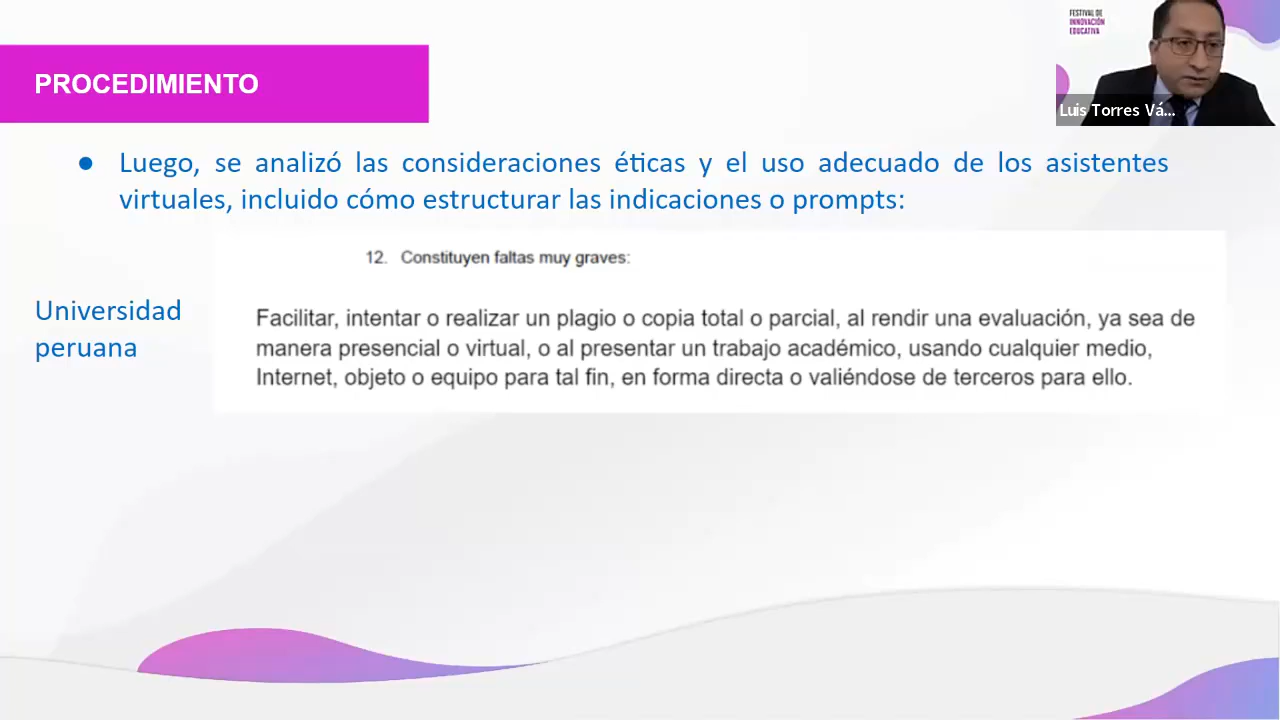 FESTIVAL DE
INNOVACIÓN
EDUCATIVA
Luis Torres Vá...
PROCEDIMIENTO
● Luego, se analizó las consideraciones éticas y el uso adecuado de los asistentes
virtuales, incluido cómo estructurar las indicaciones o prompts:
12. Constituyen faltas muy graves:
Universidad
peruana
Facilitar, intentar o realizar un plagio o copia total o parcial, al rendir una evaluación, ya sea de
manera presencial o virtual, o al presentar un trabajo académico, usando cualquier medio,
Internet, objeto o equipo para tal fin, en forma directa o valiéndose de terceros para ello.